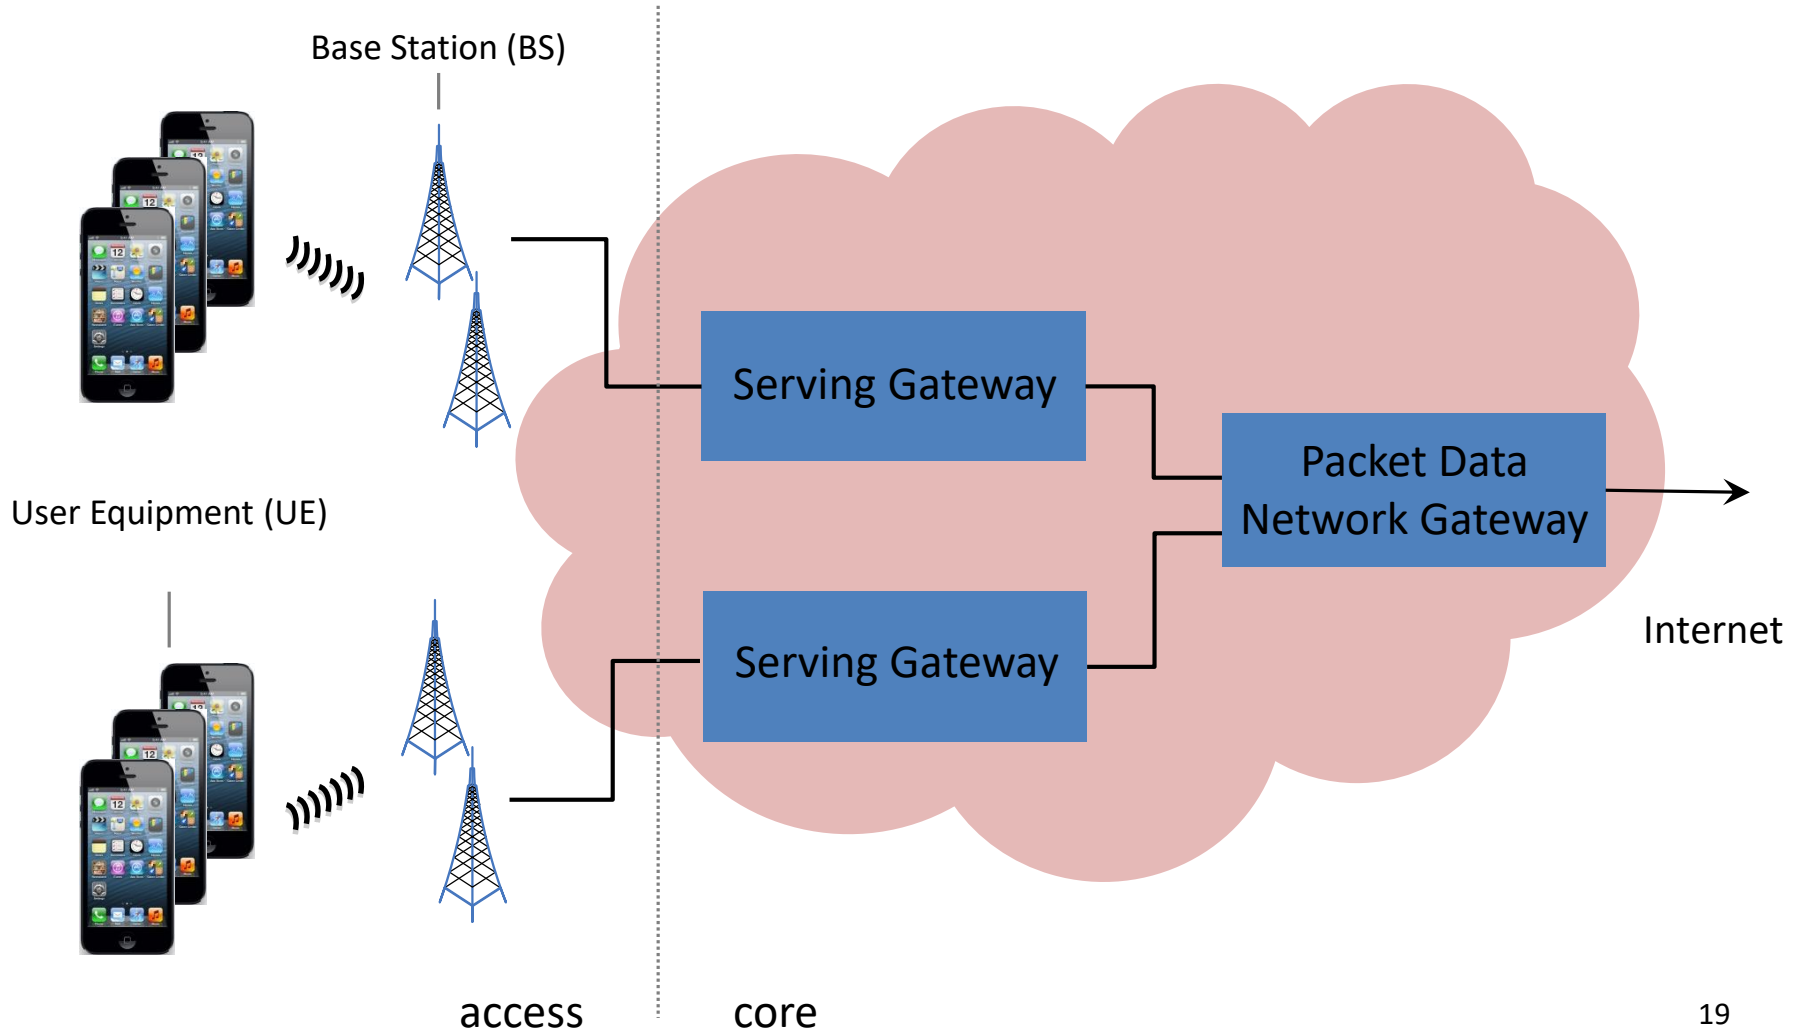 Base Station (BS)
Serving Gateway
Packet Data
Network Gateway
User Equipment (UE)
Internet
Serving Gateway
access
core
19